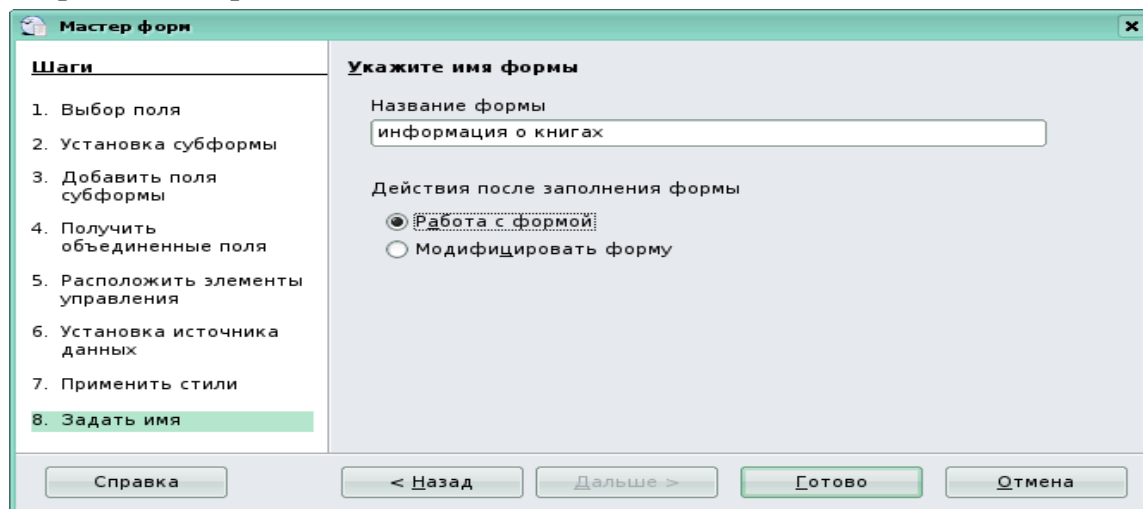 Мастер форм
Шаги
1. Выбор поля
2. Установка субформы
3. Добавить поля
субформы
4. Получить
объединенные поля
5. Расположить элементы
управления
6. Установка источника
данных
7. Применить стили
8. Задать имя
Укажите имя формы
Название формы
информация о книгах
Действия после заполнения формы
Работа с формой
Модифицировать форму
Справка
< Назад
Дальше >
Готово
Отмена